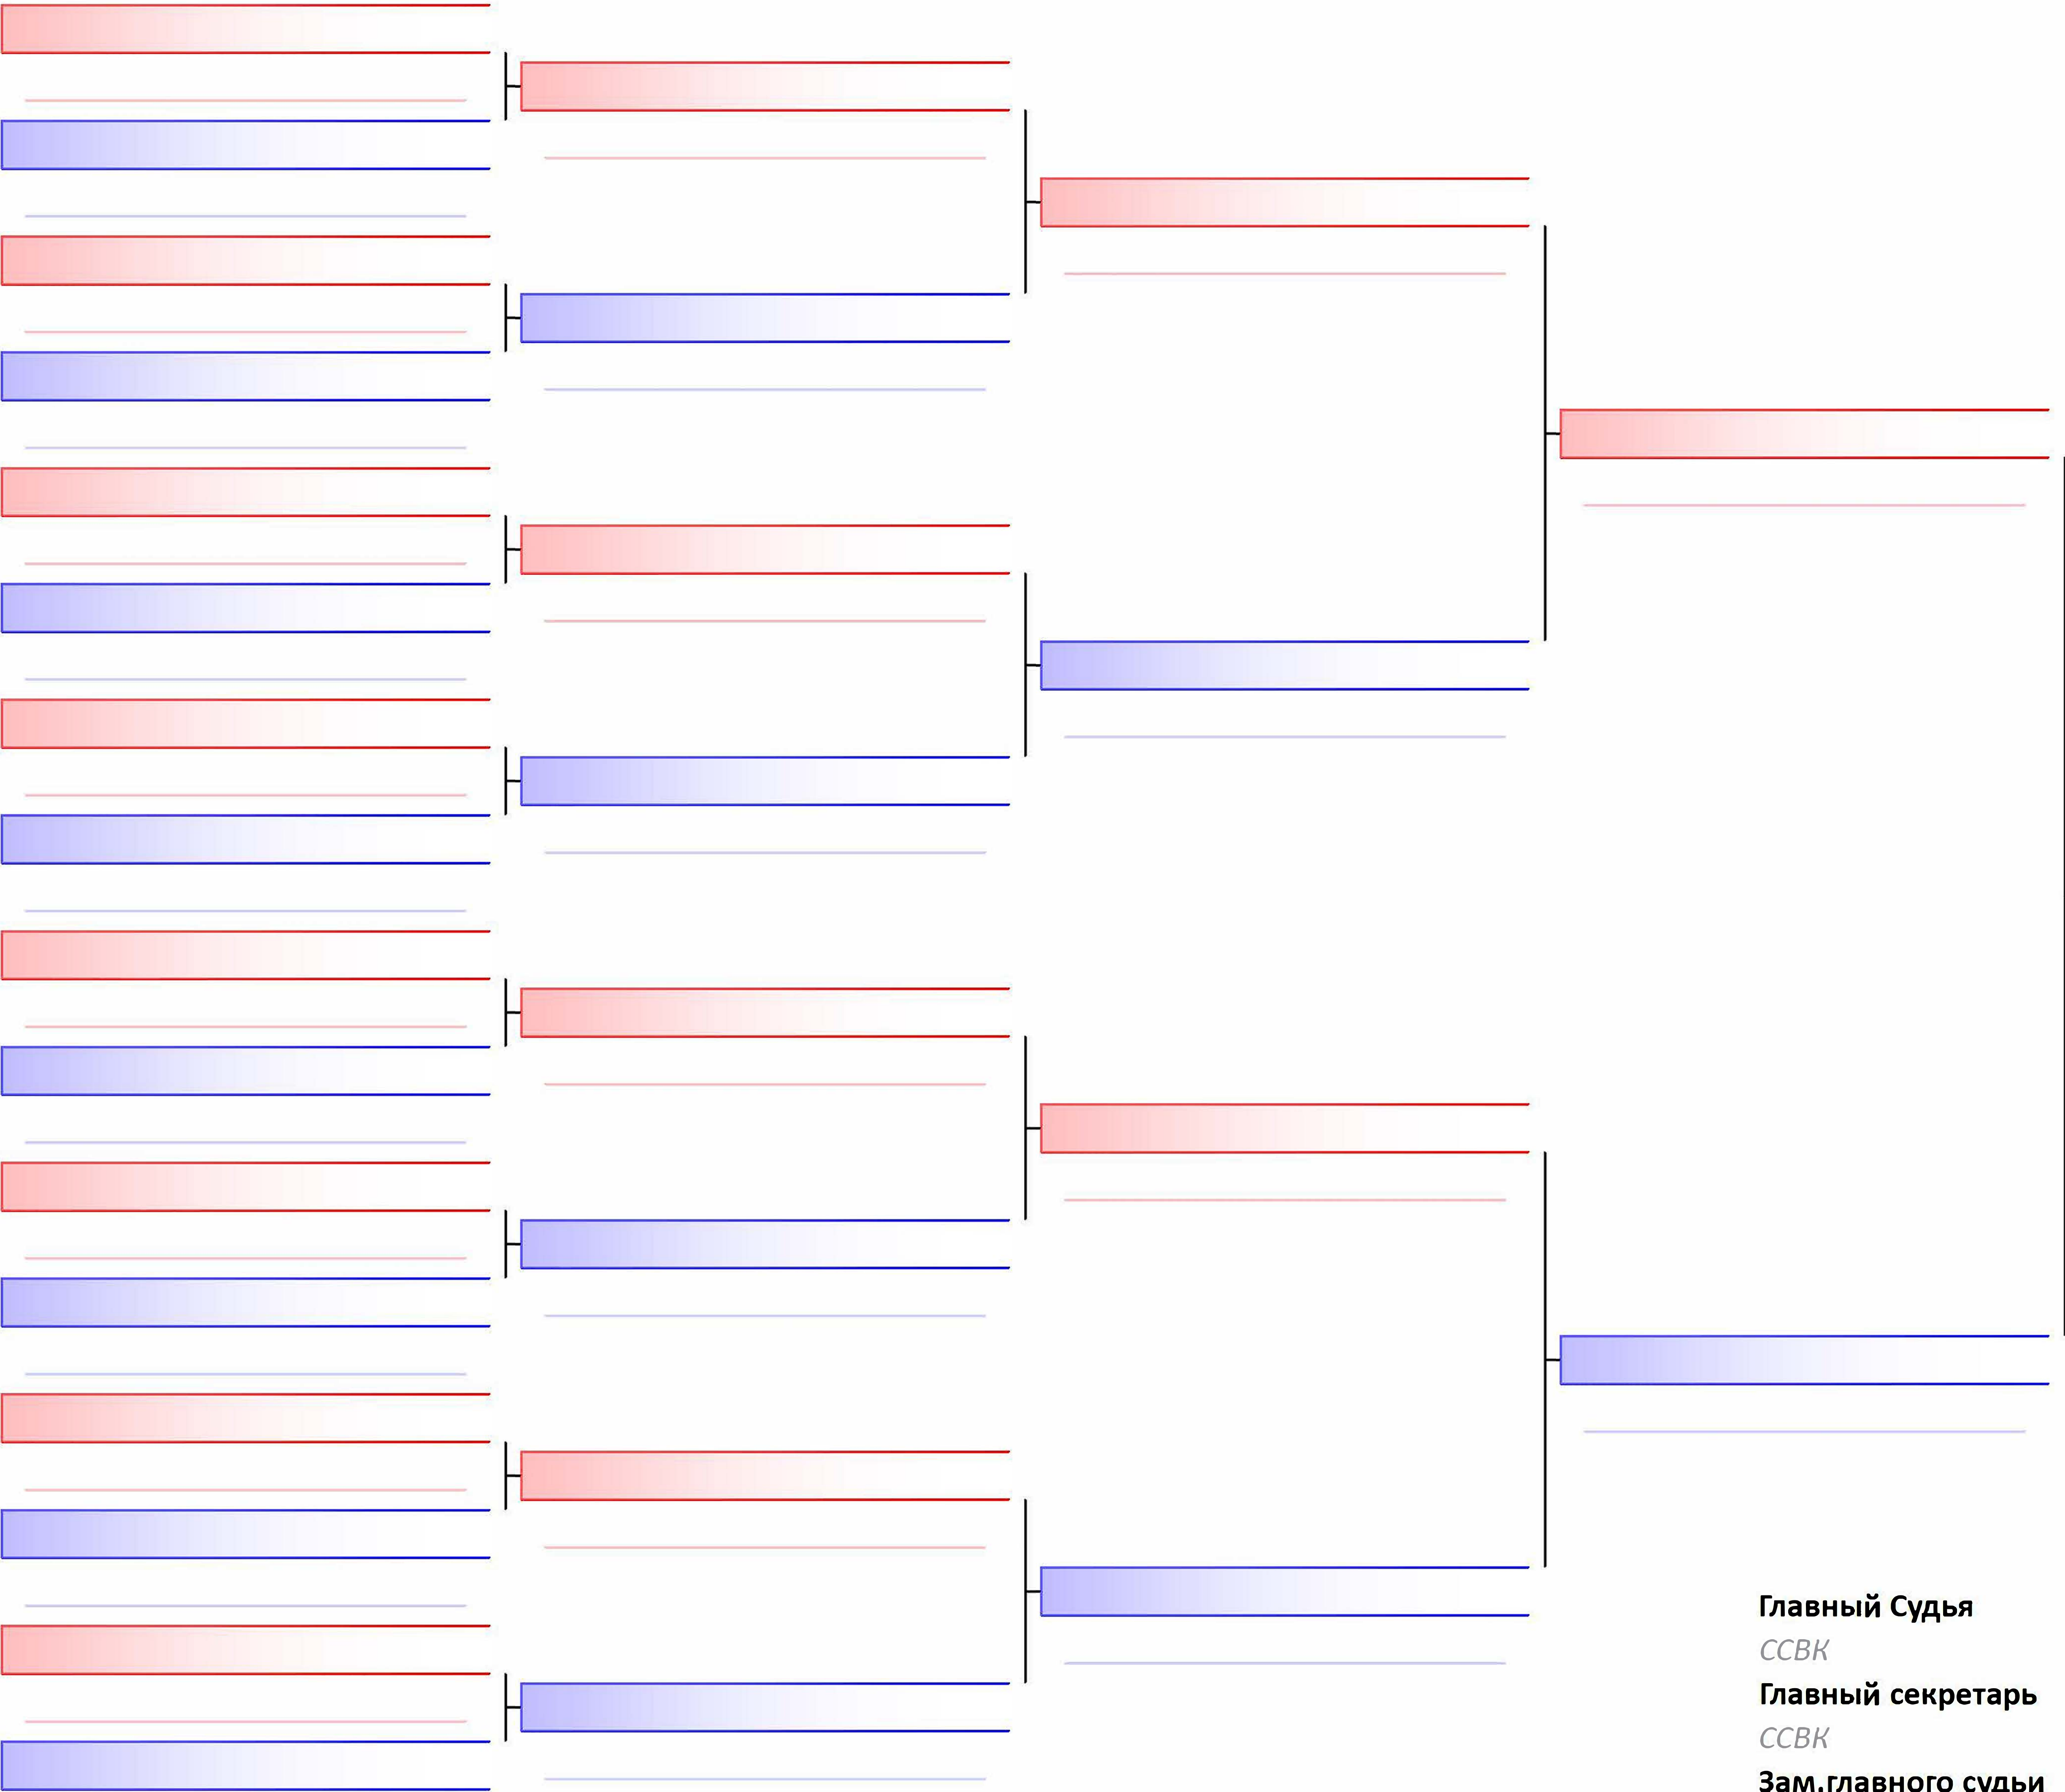 Главный Судья
ССВК
Главный секретарь
ССВК
Зам.главного судьи